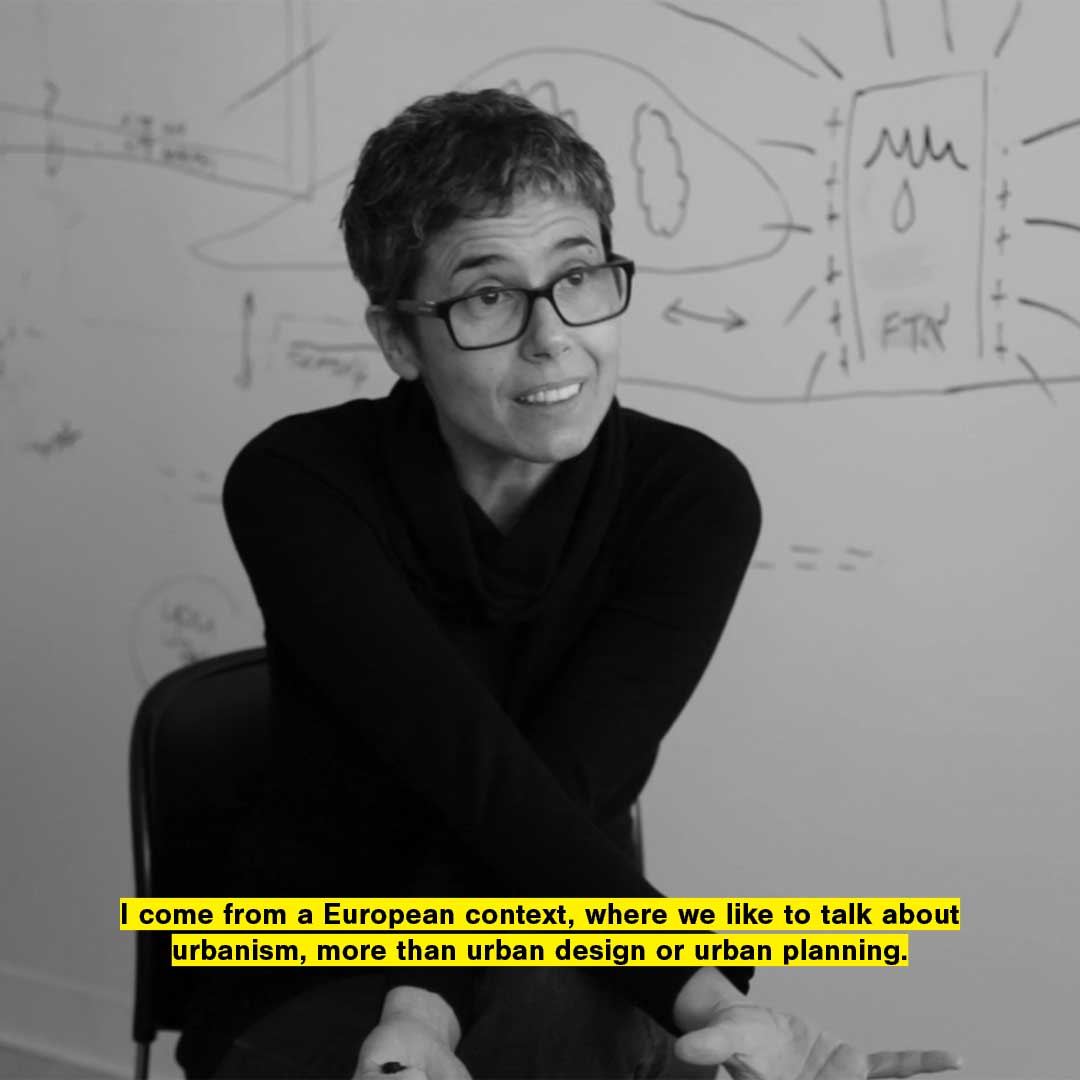 I come from a European context, where we like to talk about
urbanism, more than urban design or urban planning.